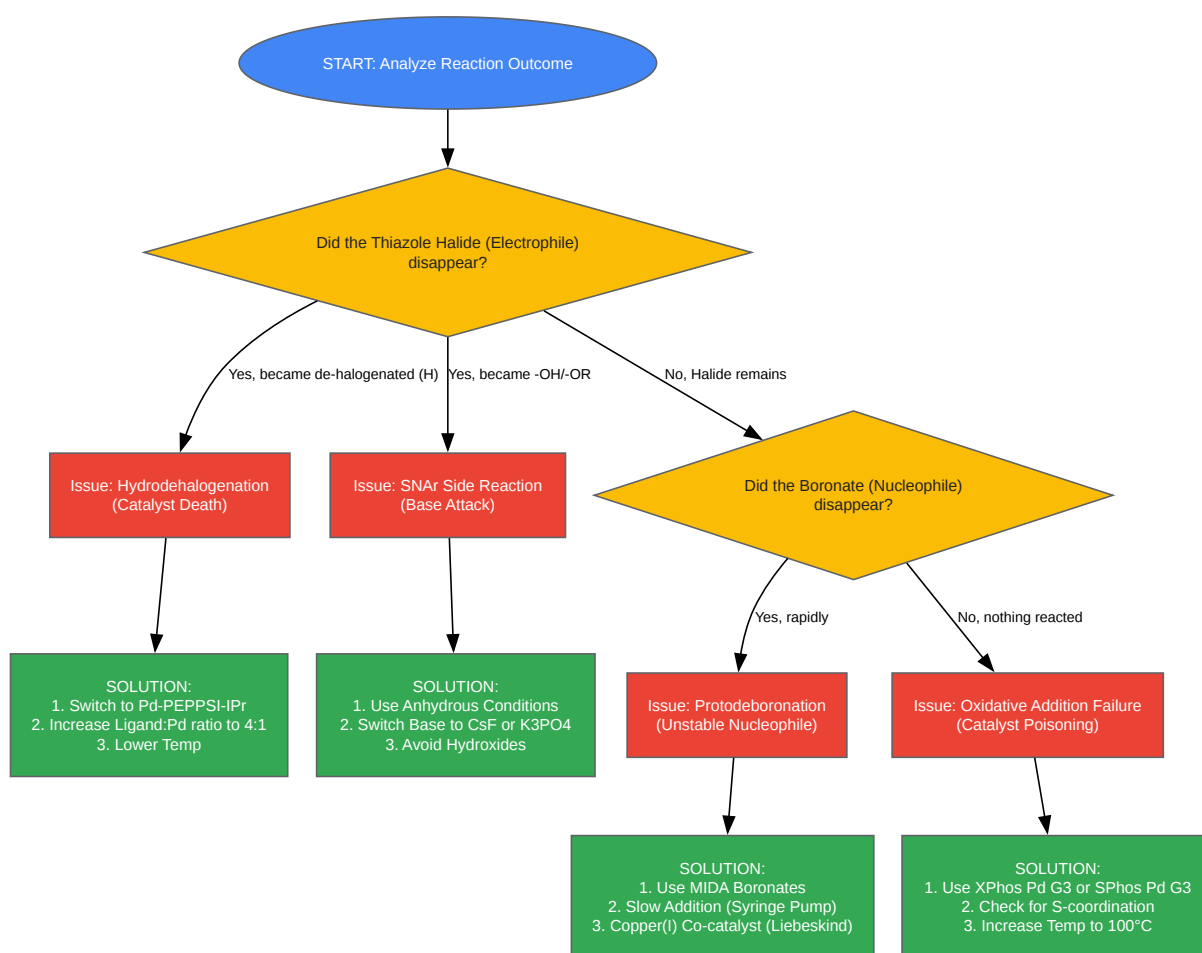 START: Analyze Reaction Outcome
Did the Thiazole Halide (Electrophile)
disappear?
Yes, became de-halogenated (H)
Yes, became -OH/-OR
No, Halide remains
Issue: Hydrodehalogenation
(Catalyst Death)
Issue: SNAr Side Reaction
(Base Attack)
Did the Boronate (Nucleophile)
disappear?
Yes, rapidly
No, nothing reacted
SOLUTION:
1. Switch to Pd-PEPPSI-IPr
2. Increase Ligand:Pd ratio to 4:1
3. Lower Temp
SOLUTION:
1. Use Anhydrous Conditions
2. Switch Base to CsF or K3PO4
3. Avoid Hydroxides
Issue: Protodeboronation
(Unstable Nucleophile)
Issue: Oxidative Addition Failure
(Catalyst Poisoning)
SOLUTION:
1. Use MIDA Boronates
2. Slow Addition (Syringe Pump)
3. Copper(I) Co-catalyst (Liebeskind)
SOLUTION:
1. Use XPhos Pd G3 or SPhos Pd G3
2. Check for S-coordination
3. Increase Temp to 100°C